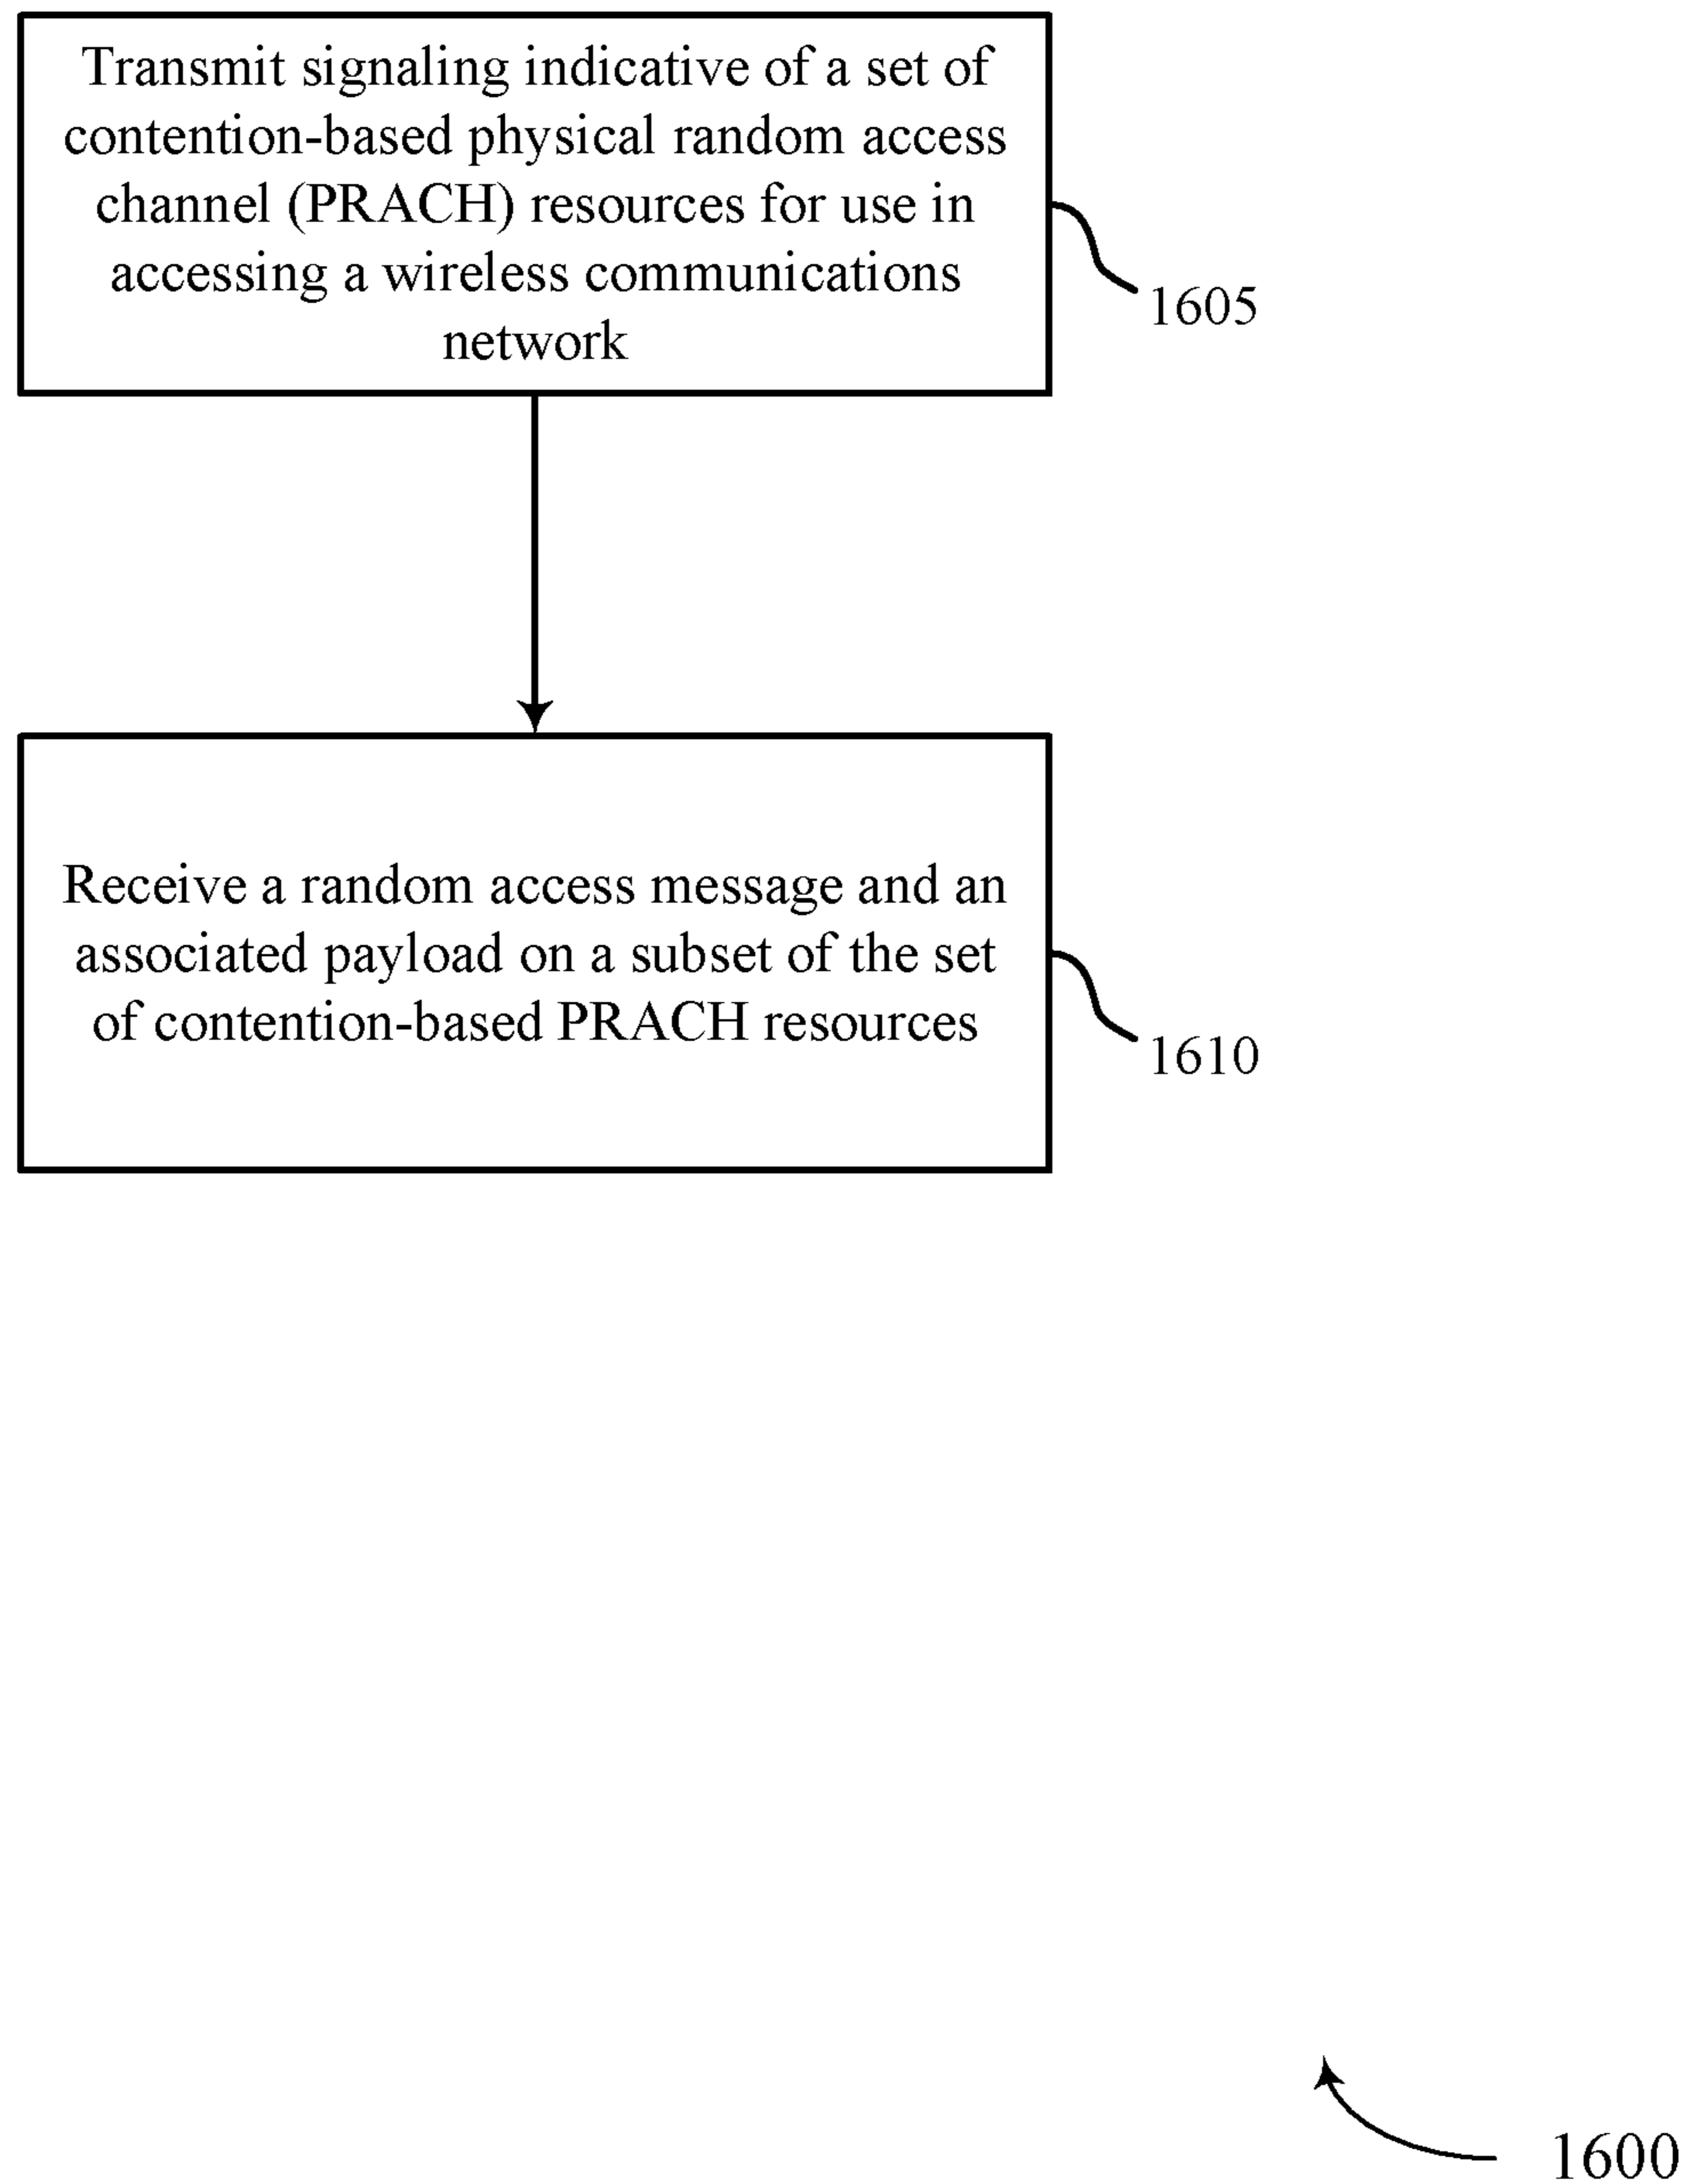 Transmit signaling indicative of a set of
contention-based physical random access
channel (PRACH) resources for use in
accessing a wireless communications
network
1605
Receive a random access message and an
associated payload on a subset of the set
of contention-based PRACH resources
1610
1600